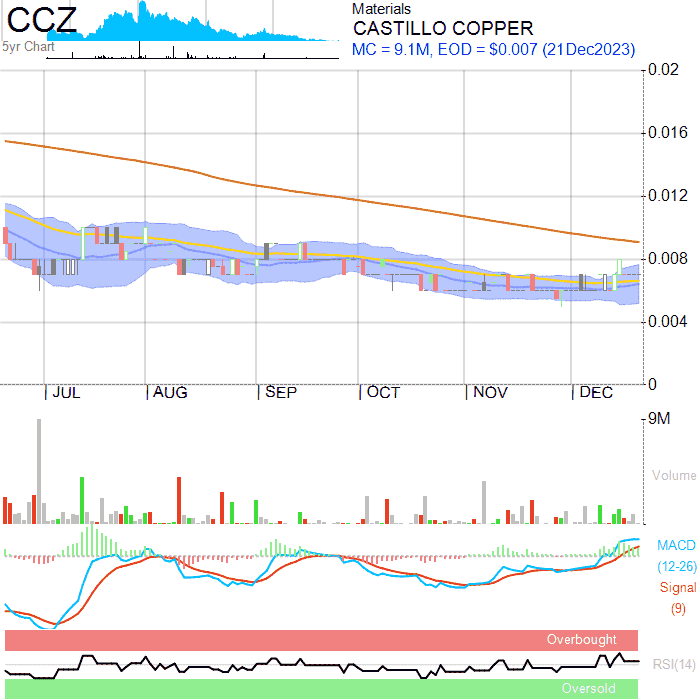 CCZ
5yr Chart
Materials
CASTILLO COPPER
MC = 9.1M, EOD = $0.007 (21Dec2023)
0.02
0.016
0.012
0.008
0.004
0
JUL AUG SEP OCT NOV DEC
9M
Volume
MACD
(12-26)
Signal
(9)
Overbought
RSI(14)
Oversold